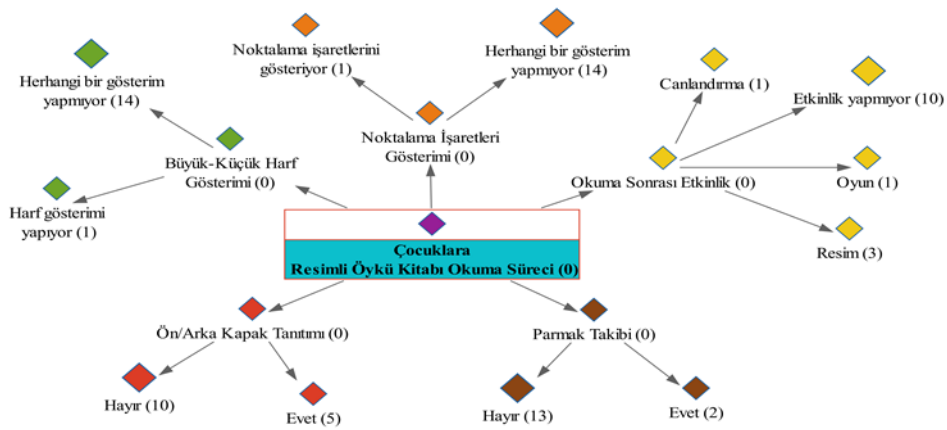 Noktalama işaretlerini
gösteriyor (1)
Herhangi bir gösterim
yapmıyor (14)
Herhangi bir gösterim
yapmıyor (14)
Canlandırma (1)
Etkinlik yapmıyor (10)
Noktalama İşaretleri
Gösterimi (0)
Büyük-Küçük Harf
Gösterimi (0)
Okuma Sonrası Etkinlik (0)
Oyun (1)
Harf gösterimi
yapıyor (1)
Resim (3)
Çocuklara
Resimli Öykü Kitabı Okuma Süreci (0)
Ön/Arka Kapak Tanıtımı (0)
Parmak Takibi (0)
Hayır (10)
Evet (5)
Hayır (13)
Evet (2)